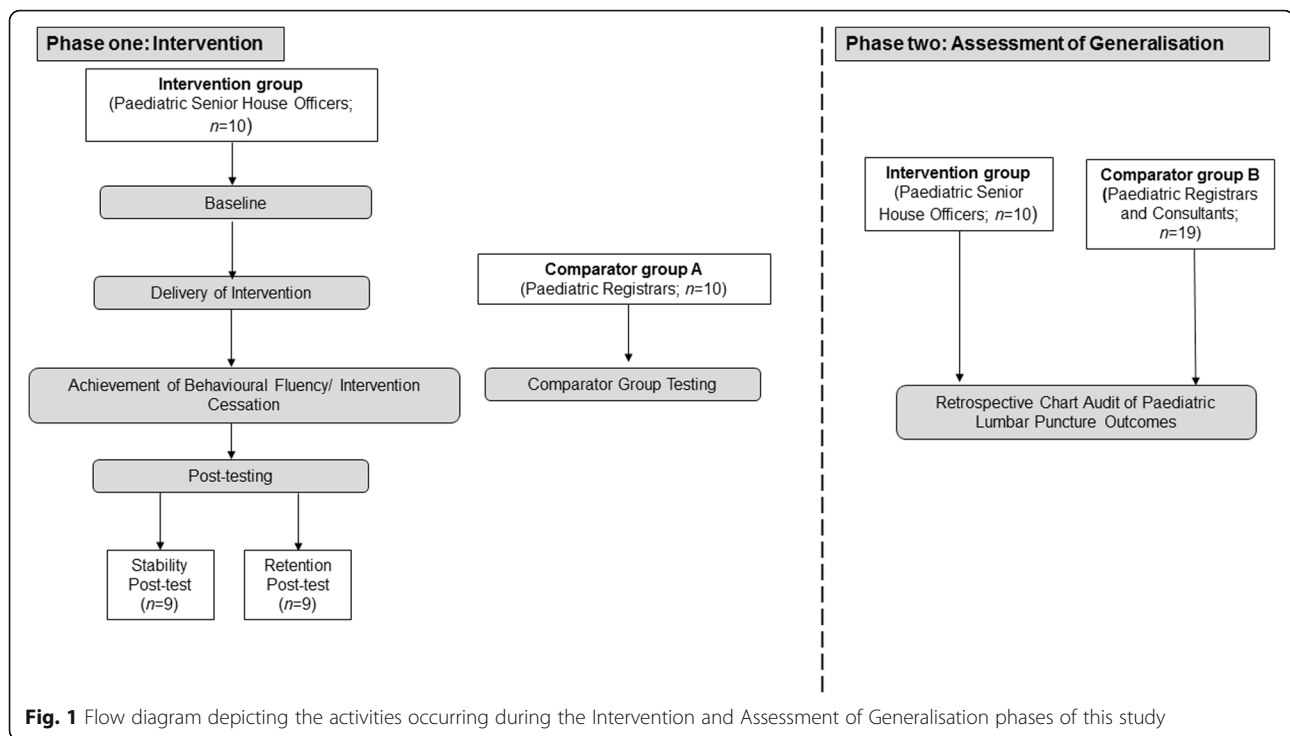 Phase one: Intervention
Intervention group
(Paediatric Senior House Officers;
n=10)
Baseline
Delivery of Intervention
Achievement of Behavioural Fluency/ Intervention
Cessation
Post-testing
Stability
Post-test
(n=9)
Retention
Post-test
(n=9)
Comparator group A
(Paediatric Registrars; n=10)
Comparator Group Testing
Phase two: Assessment of Generalisation
Intervention group
(Paediatric Senior
House Officers; n=10)
Comparator group B
(Paediatric Registrars
and Consultants;
n=19)
Retrospective Chart Audit of Paediatric
Lumbar Puncture Outcomes
Fig. 1 Flow diagram depicting the activities occurring during the Intervention and Assessment of Generalisation phases of this study